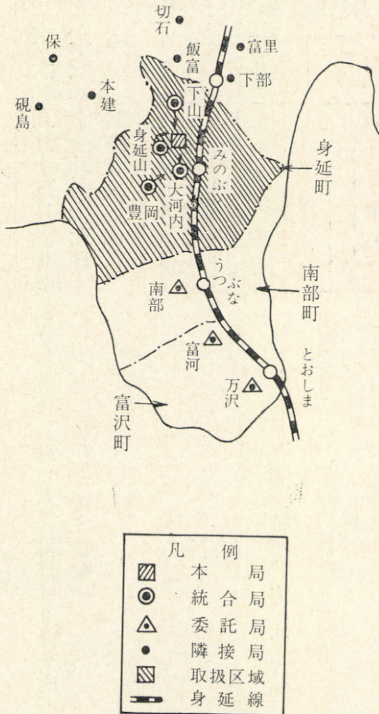 切石
富里
保
飯富
下部
本建
硯島
下山
身延山
みのぶ
身延町
大河内
豊岡
うつぶな
南部
南部町
富河
とおしま
万沢
富沢町
凡例
本局
統合局
委託局
隣接局
取扱区域
身延線